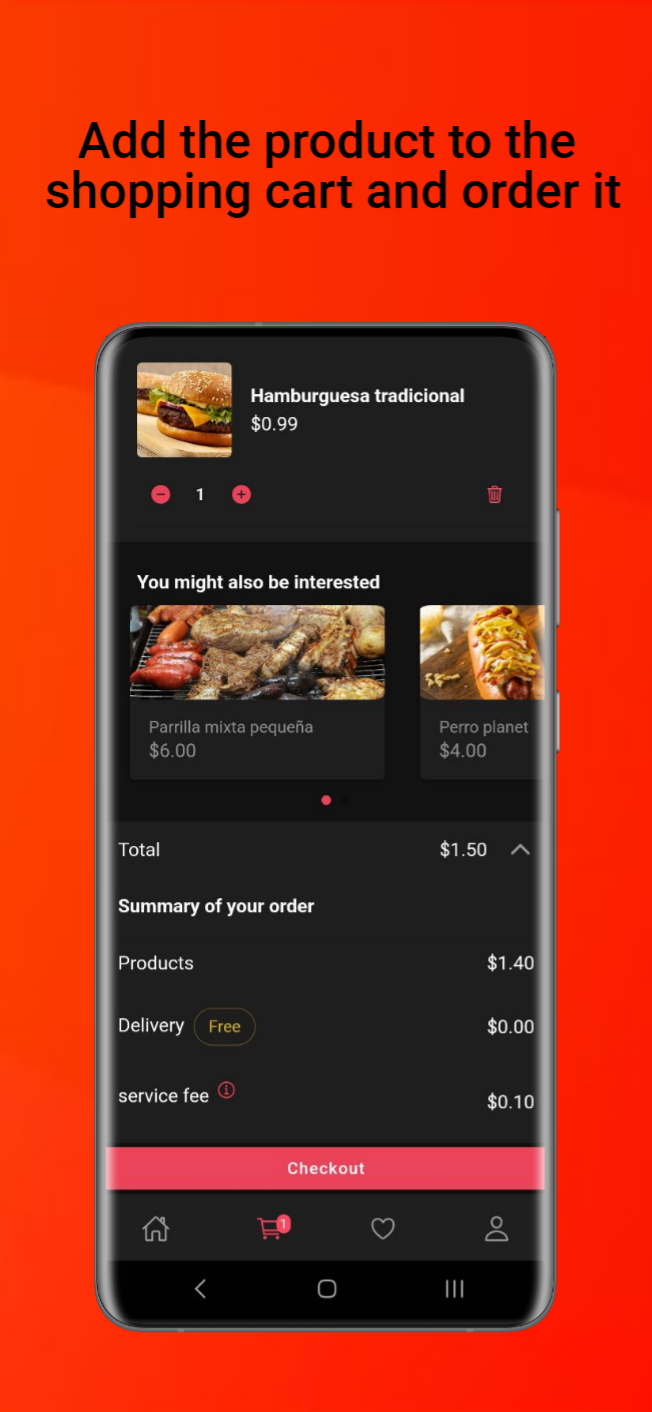 Add the product to the
shopping cart and order it
Hamburguesa tradicional
$0.99
1
You might also be interested
Parrilla mixta pequeña
$6.00
Perro planet
$4.00
Total $1.50
Summary of your order
Products $1.40
Delivery Free $0.00
service fee $0.10
Checkout
1